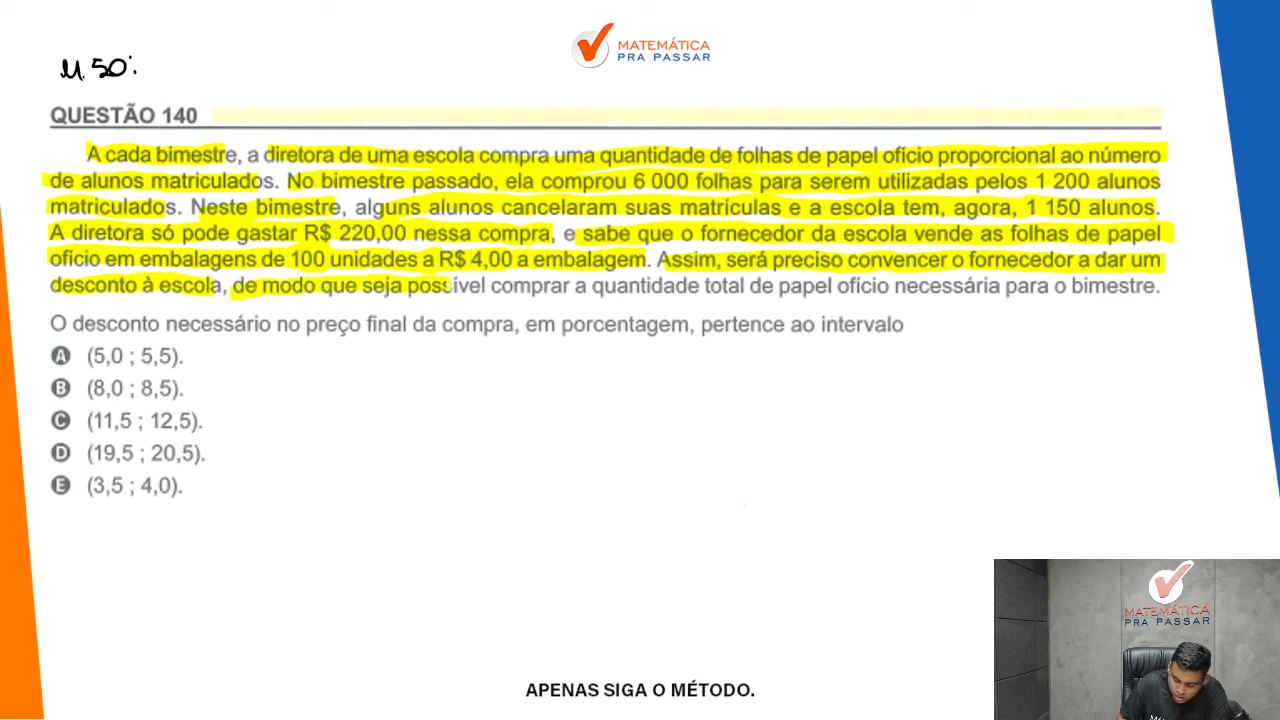 MATEMÁTICA
PRA PASSAR
M. 50:
QUESTÃO 140
A cada bimestre, a diretora de uma escola compra uma quantidade de folhas de papel ofício proporcional ao número
de alunos matriculados. No bimestre passado, ela comprou 6 000 folhas para serem utilizadas pelos 1 200 alunos
matriculados. Neste bimestre, alguns alunos cancelaram suas matrículas e a escola tem, agora, 1 150 alunos.
A diretora só pode gastar R$ 220,00 nessa compra, e sabe que o fornecedor da escola vende as folhas de papel
ofício em embalagens de 100 unidades a R$ 4,00 a embalagem. Assim, será preciso convencer o fornecedor a dar um
desconto à escola, de modo que seja possível comprar a quantidade total de papel ofício necessária para o bimestre.
O desconto necessário no preço final da compra, em porcentagem, pertence ao intervalo
A (5,0 ; 5,5).
B (8,0 ; 8,5).
C (11,5 ; 12,5).
D (19,5 ; 20,5).
E (3,5 ; 4,0).
MATEMÁTICA
PRA PASSAR
APENAS SIGA O MÉTODO.